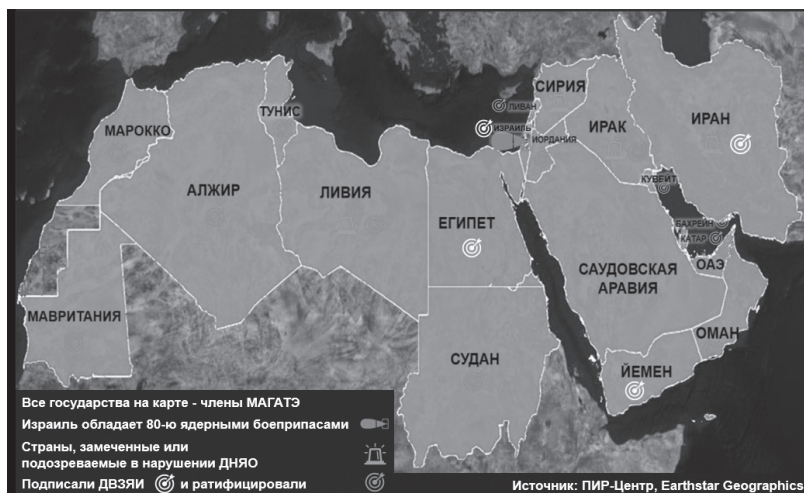 СИРИЯ
ЛИВАН
ТУНИС
ИЗРАИЛЬ
МАРОККО
ИРАК
ИРАН
ИОРДАНИЯ
АЛЖИР
ЛИВИЯ
КУВЕЙТ
ЕГИПЕТ
БАХРЕЙН
КАТАР
САУДОВСКАЯ
АРАВИЯ
ОАЭ
МАВРИТАНИЯ
ОМАН
СУДАН
ЙЕМЕН
Все государства на карте - члены МАГАТЭ
Израиль обладает 80-ю ядерными боеприпасами
Страны, замеченные или
подозреваемые в нарушении ДНЯО
Подписали ДВЗЯИ и ратифицировали
Источник: ПИР-Центр, Earthstar Geographics